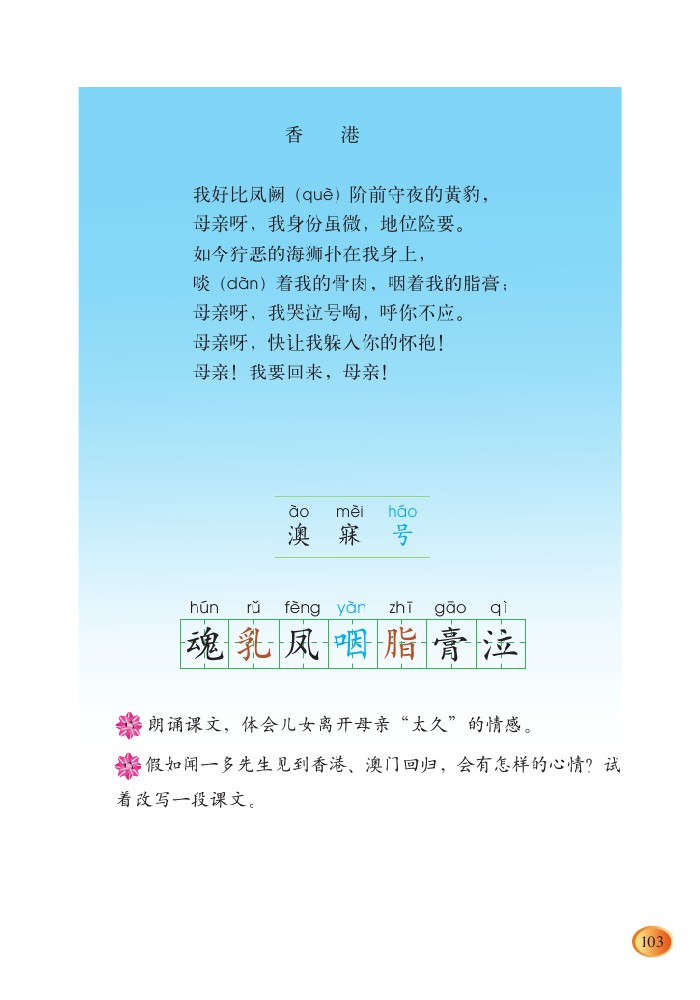 香 港
我好比凤阙（què）阶前守夜的黄豹，
母亲呀，我身份虽微，地位险要。
如今狞恶的海狮扑在我身上，
啖（dàn）着我的骨肉，咽着我的脂膏；
母亲呀，我哭泣号啕，呼你不应。
母亲呀，快让我躲入你的怀抱！
母亲！我要回来，母亲！
ào mèi háo
澳 寐 号
hún rǔ fèng yàn zhī gāo qì
魂 乳 凤 咽 脂 膏 泣
朗诵课文，体会儿女离开母亲“太久”的情感。
假如闻一多先生见到香港、澳门回归，会有怎样的心情？试
着改写一段课文。
103